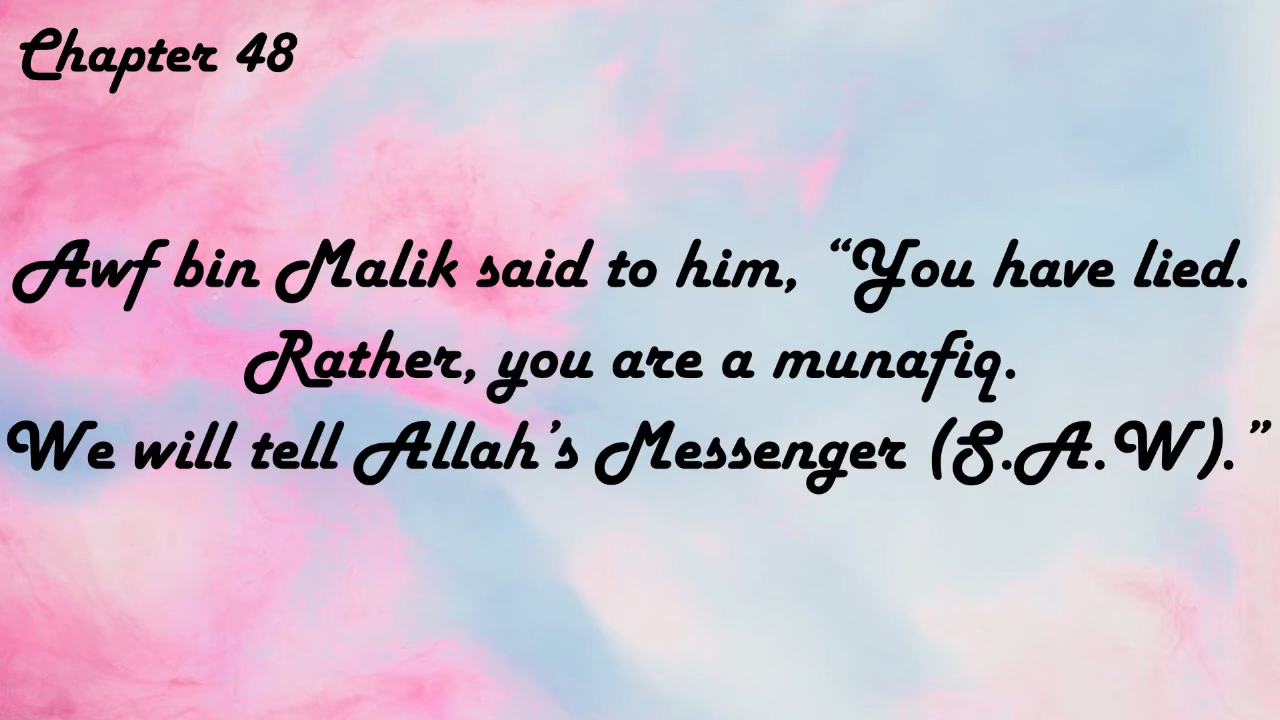 Chapter 48
Awf bin Malik said to him, “You have lied.
Rather, you are a munafiq.
We will tell Allah’s Messenger (S.A.W).”